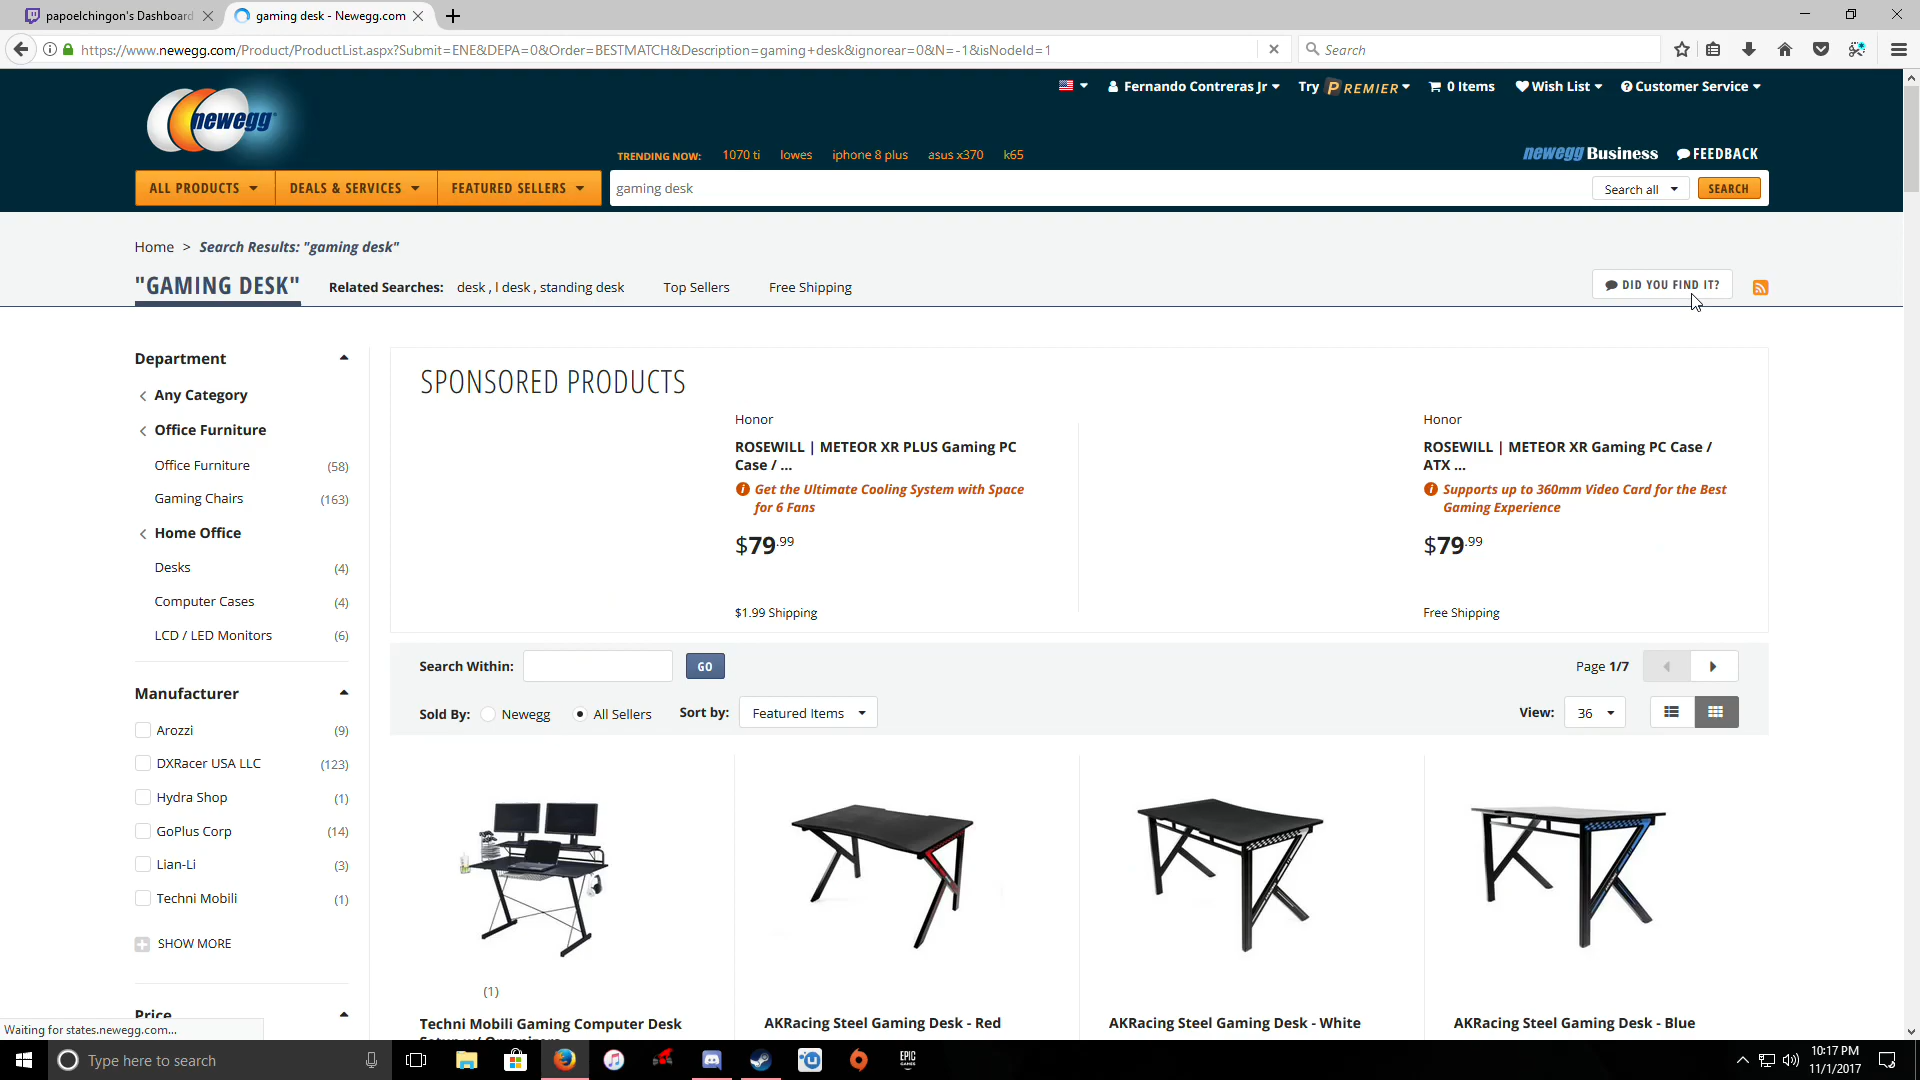 papoelchingon's Dashboard
gaming desk - Newegg.com
https://www.newegg.com/Product/ProductList.aspx?Submit=ENE&DEPA=0&Order=BESTMATCH&Description=gaming+desk&ignorear=0&N=-1&isNodeId=1
Search
newegg
Fernando Contreras Jr
Try PREMIER
0 Items
Wish List
Customer Service
TRENDING NOW: 1070 ti lowes iphone 8 plus asus x370 k65
newegg Business
FEEDBACK
ALL PRODUCTS
DEALS & SERVICES
FEATURED SELLERS
gaming desk
Search all
SEARCH
Home > Search Results: "gaming desk"
"GAMING DESK"
Related Searches: desk , l desk , standing desk
Top Sellers
Free Shipping
DID YOU FIND IT?
Department
Any Category
Office Furniture
Office Furniture (58)
Gaming Chairs (163)
Home Office
Desks (4)
Computer Cases (4)
LCD / LED Monitors (6)
Manufacturer
Arozzi (9)
DXRacer USA LLC (123)
Hydra Shop (1)
GoPlus Corp (14)
Lian-Li (3)
Techni Mobili (1)
SHOW MORE
Price
SPONSORED PRODUCTS
Honor
ROSEWILL | METEOR XR PLUS Gaming PC
Case / ...
Get the Ultimate Cooling System with Space
for 6 Fans
$79.99
$1.99 Shipping
Honor
ROSEWILL | METEOR XR Gaming PC Case /
ATX ...
Supports up to 360mm Video Card for the Best
Gaming Experience
$79.99
Free Shipping
Search Within:
GO
Page 1/7
Sold By: Newegg All Sellers
Sort by: Featured Items
View: 36
(1)
Techni Mobili Gaming Computer Desk
Setup w/ Organizers
AKRacing Steel Gaming Desk - Red
AKRacing Steel Gaming Desk - White
AKRacing Steel Gaming Desk - Blue
Waiting for states.newegg.com...
Type here to search
EPIC
GAMES
10:17 PM
11/1/2017